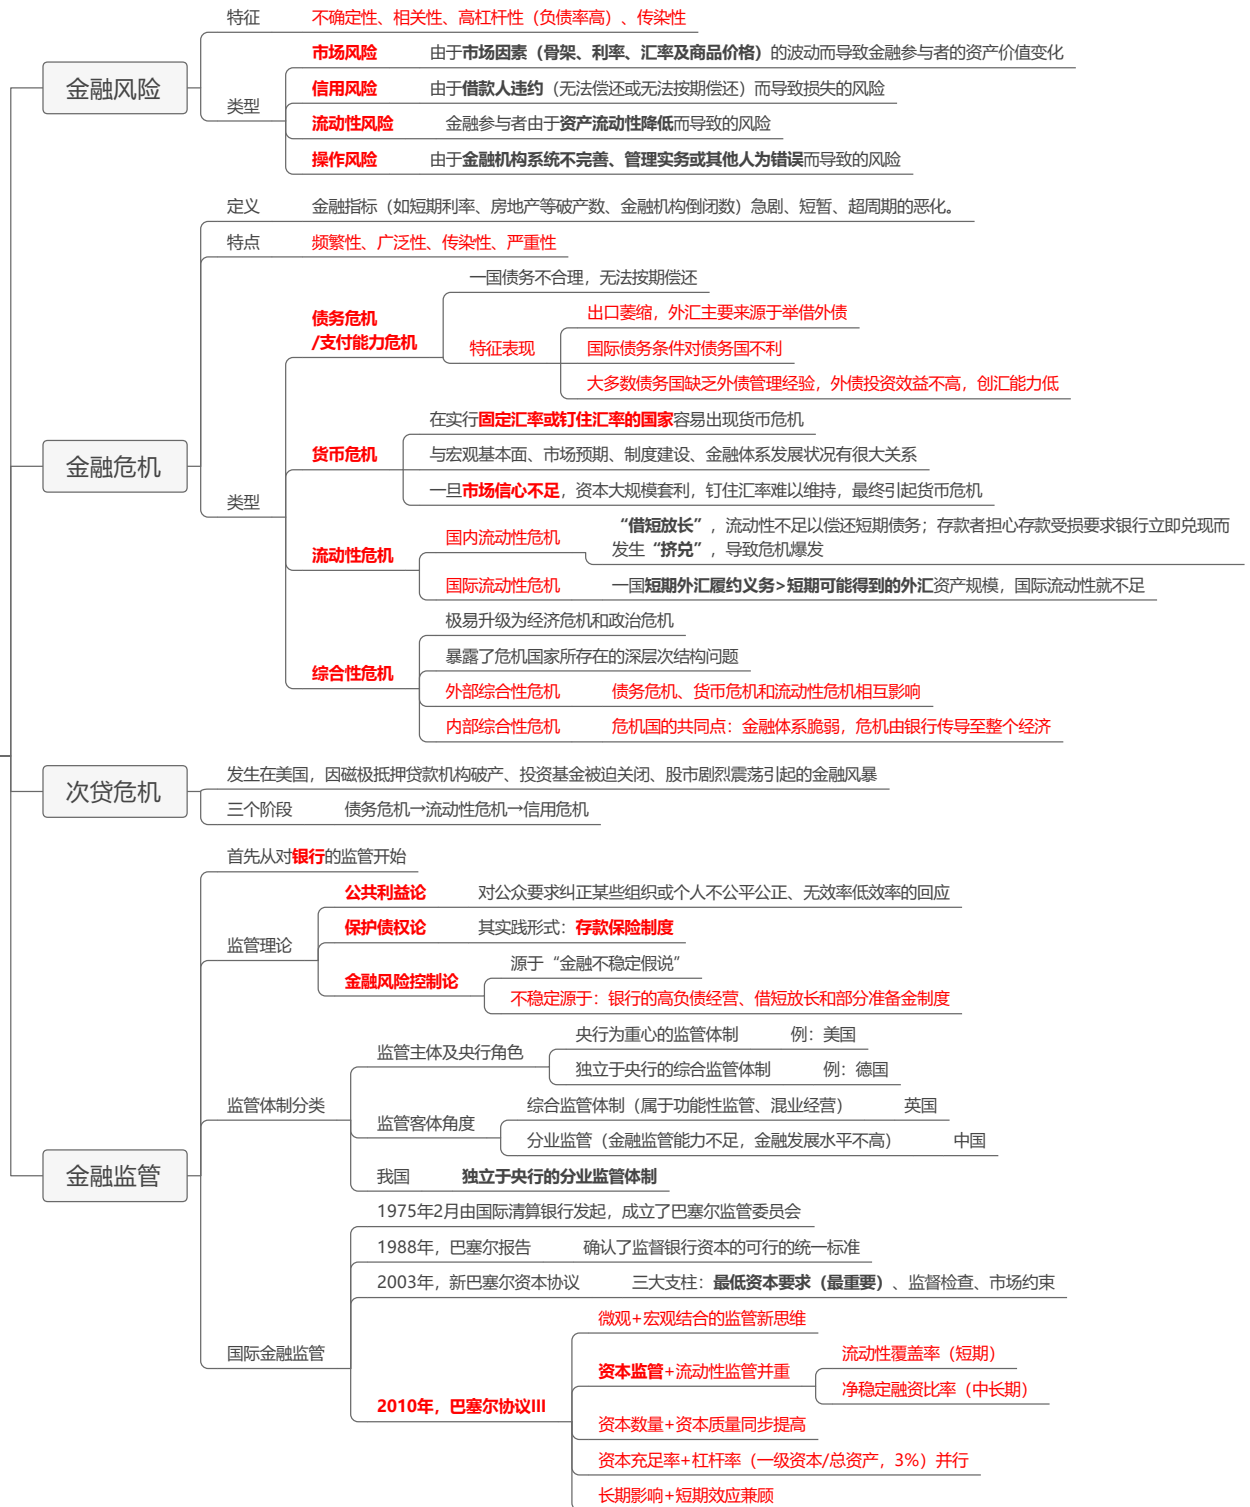 金融风险
特征
不确定性、相关性、高杠杆性（负债率高）、传染性
类型
市场风险 由于市场因素（骨架、利率、汇率及商品价格）的波动而导致金融参与者的资产价值变化
信用风险 由于借款人违约（无法偿还或无法按期偿还）而导致损失的风险
流动性风险 金融参与者由于资产流动性降低而导致的风险
操作风险 由于金融机构系统不完善、管理实务或其他人为错误而导致的风险
金融危机
定义 金融指标（如短期利率、房地产等破产数、金融机构倒闭数）急剧、短暂、超周期的恶化。
特点 频繁性、广泛性、传染性、严重性
类型
债务危机
/支付能力危机
一国债务不合理，无法按期偿还
特征表现
出口萎缩，外汇主要来源于举借外债
国际债务条件对债务国不利
大多数债务国缺乏外债管理经验，外债投资效益不高，创汇能力低
货币危机
在实行固定汇率或钉住汇率的国家容易出现货币危机
与宏观基本面、市场预期、制度建设、金融体系发展状况有很大关系
一旦市场信心不足，资本大规模套利，钉住汇率难以维持，最终引起货币危机
流动性危机
国内流动性危机
“借短放长”，流动性不足以偿还短期债务；存款者担心存款受损要求银行立即兑现而
发生“挤兑”，导致危机爆发
国际流动性危机 一国短期外汇履约义务>短期可能得到的外汇资产规模，国际流动性就不足
综合性危机
极易升级为经济危机和政治危机
暴露了危机国家所存在的深层次结构问题
外部综合性危机 债务危机、货币危机和流动性危机相互影响
内部综合性危机 危机国的共同点：金融体系脆弱，危机由银行传导至整个经济
次贷危机
发生在美国，因磁极抵押贷款机构破产、投资基金被迫关闭、股市剧烈震荡引起的金融风暴
三个阶段 债务危机→流动性危机→信用危机
金融监管
首先从对银行的监管开始
监管理论
公共利益论 对公众要求纠正某些组织或个人不公平公正、无效率低效率的回应
保护债权论 其实践形式：存款保险制度
金融风险控制论
源于“金融不稳定假说”
不稳定源于：银行的高负债经营、借短放长和部分准备金制度
监管体制分类
监管主体及央行角色
央行为重心的监管体制 例：美国
独立于央行的综合监管体制 例：德国
监管客体角度
综合监管体制（属于功能性监管、混业经营） 英国
分业监管（金融监管能力不足，金融发展水平不高） 中国
我国 独立于央行的分业监管体制
国际金融监管
1975年2月由国际清算银行发起，成立了巴塞尔监管委员会
1988年，巴塞尔报告 确认了监督银行资本的可行的统一标准
2003年，新巴塞尔资本协议 三大支柱：最低资本要求（最重要）、监督检查、市场约束
2010年，巴塞尔协议III
微观+宏观结合的监管新思维
资本监管+流动性监管并重
流动性覆盖率（短期）
净稳定融资比率（中长期）
资本数量+资本质量同步提高
资本充足率+杠杆率（一级资本/总资产，3%）并行
长期影响+短期效应兼顾